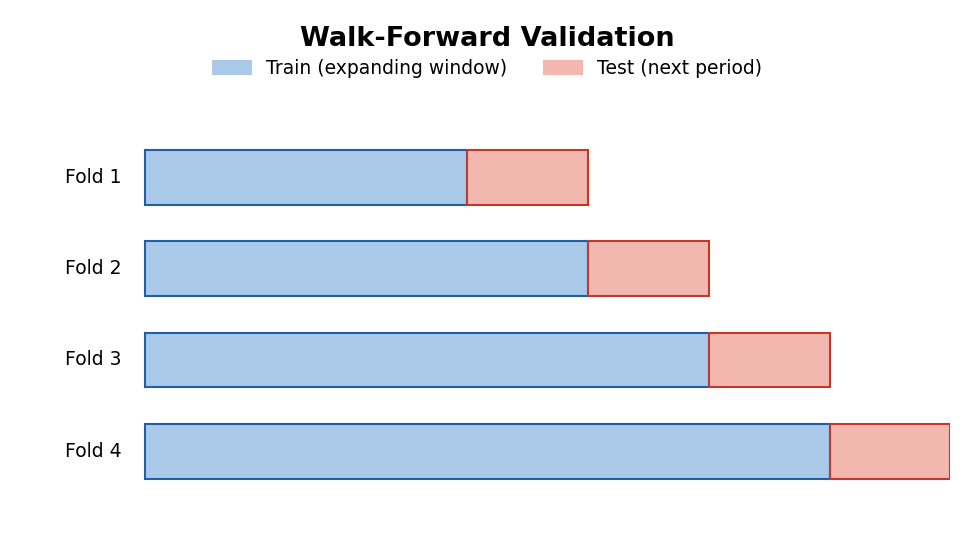 Walk-Forward Validation
Train (expanding window)
Test (next period)
Fold 1
Fold 2
Fold 3
Fold 4